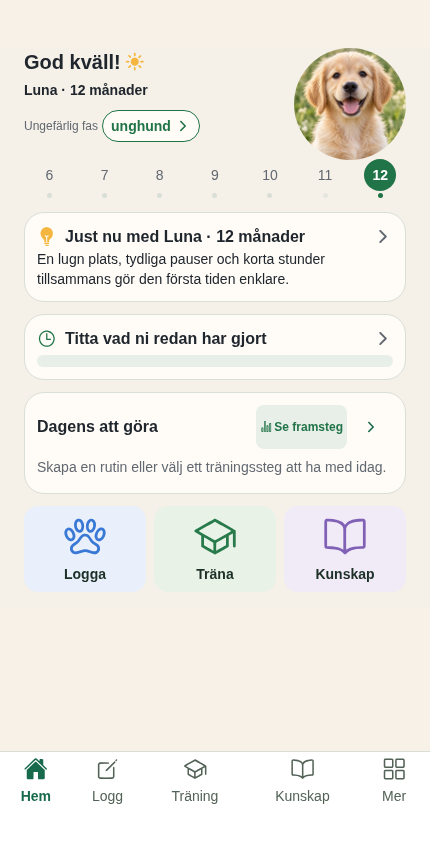 God kväll!
Luna · 12 månader
Ungefärlig fas unghund
6 7 8 9 10 11 12
Just nu med Luna · 12 månader
En lugn plats, tydliga pauser och korta stunder
tillsammans gör den första tiden enklare.
Titta vad ni redan har gjort
Dagens att göra Se framsteg
Skapa en rutin eller välj ett träningssteg att ha med idag.
Logga Träna Kunskap
Hem Logg Träning Kunskap Mer